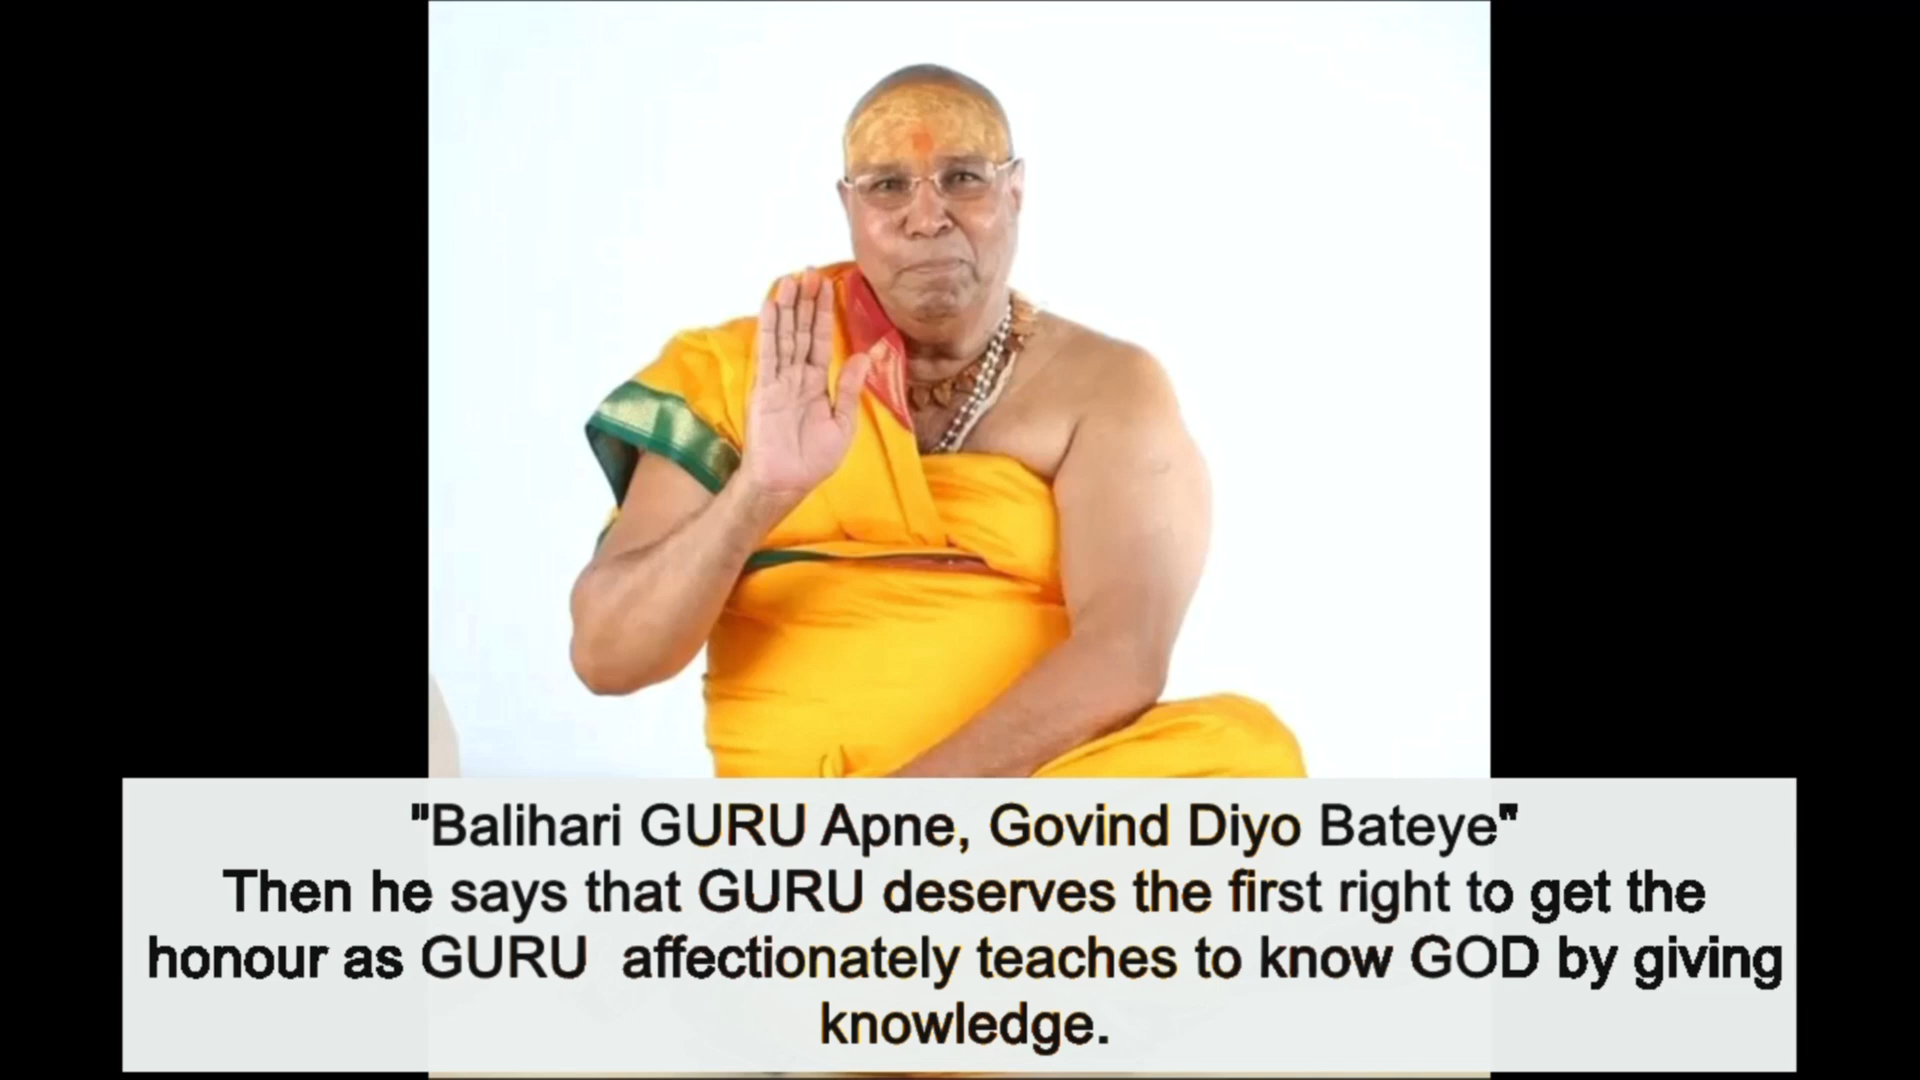 "Balihari GURU Apne, Govind Diyo Bateye"
Then he says that GURU deserves the first right to get the
honour as GURU affectionately teaches to know GOD by giving
knowledge.